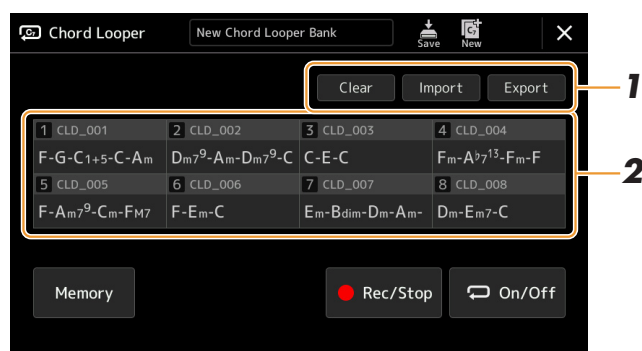 Chord Looper New Chord Looper Bank Save New
Clear Import Export 1
1 CLD_001 2 CLD_002 3 CLD_003 4 CLD_004
F-G-C1+5-C-Am Dm7⁹-Am-Dm7⁹-C C-E-C Fm-A♭7¹³-Fm-F
2
5 CLD_005 6 CLD_006 7 CLD_007 8 CLD_008
F-Am7⁹-Cm-FM7 F-Em-C Em-Bdim-Dm-Am- Dm-Em7-C
Memory Rec/Stop On/Off